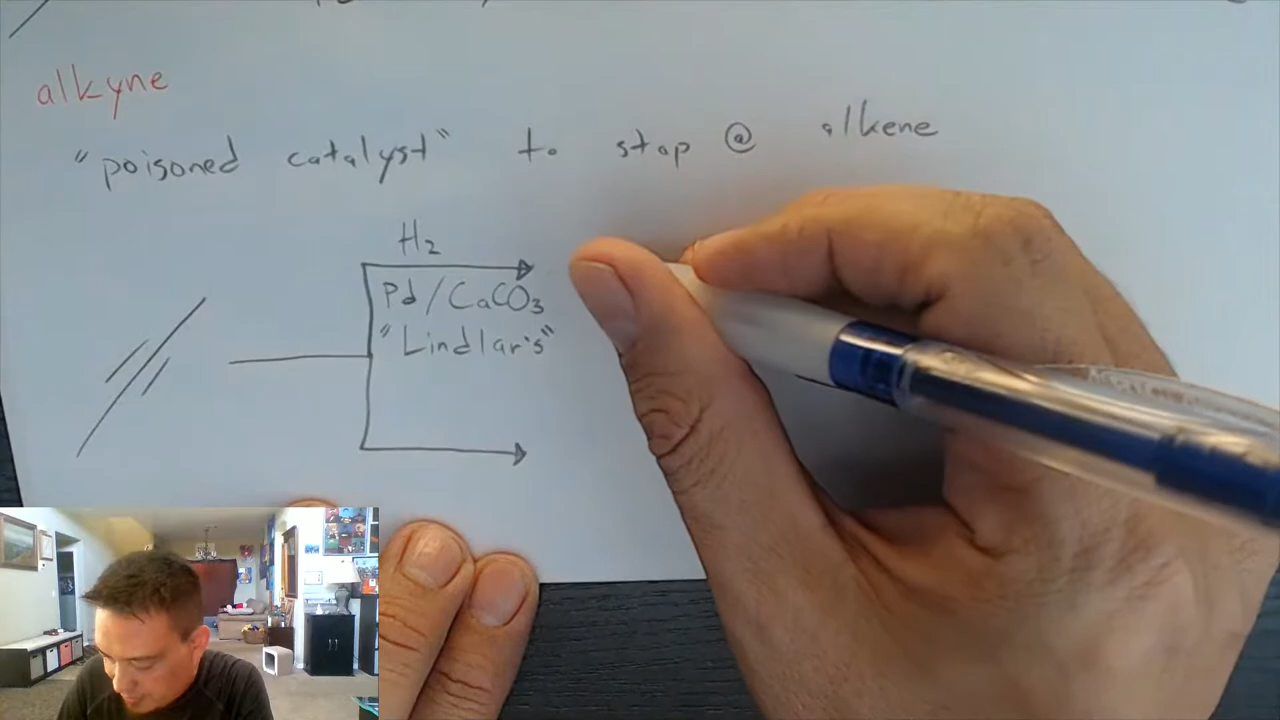 alkyne
"poisoned catalyst" to stop @ alkene
H2
Pd/CaCO3
"Lindlar's"